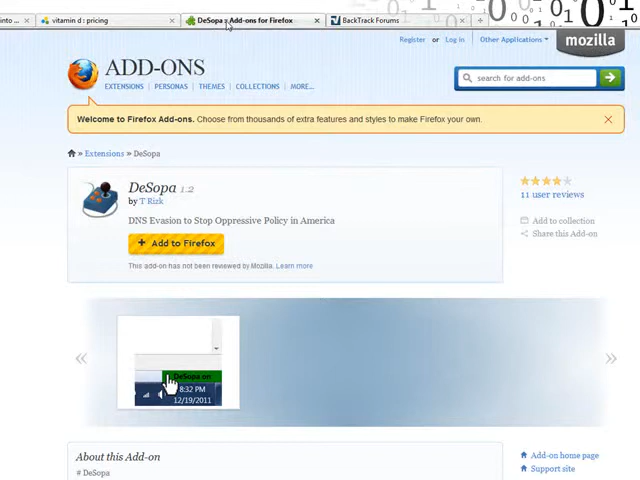 into ...
vitamin d : pricing
DeSopa :: Add-ons for Firefox
BackTrack Forums
Register or Log in
Other Applications
mozilla
ADD-ONS
EXTENSIONS PERSONAS THEMES COLLECTIONS MORE...
search for add-ons
Welcome to Firefox Add-ons. Choose from thousands of extra features and styles to make Firefox your own.
» Extensions » DeSopa
DeSopa 1.2
by T Rizk
DNS Evasion to Stop Oppressive Policy in America
+ Add to Firefox
This add-on has not been reviewed by Mozilla. Learn more
11 user reviews
Add to collection
Share this Add-on
DeSopa on
8:32 PM
12/19/2011
About this Add-on
# DeSopa
Add-on home page
Support site